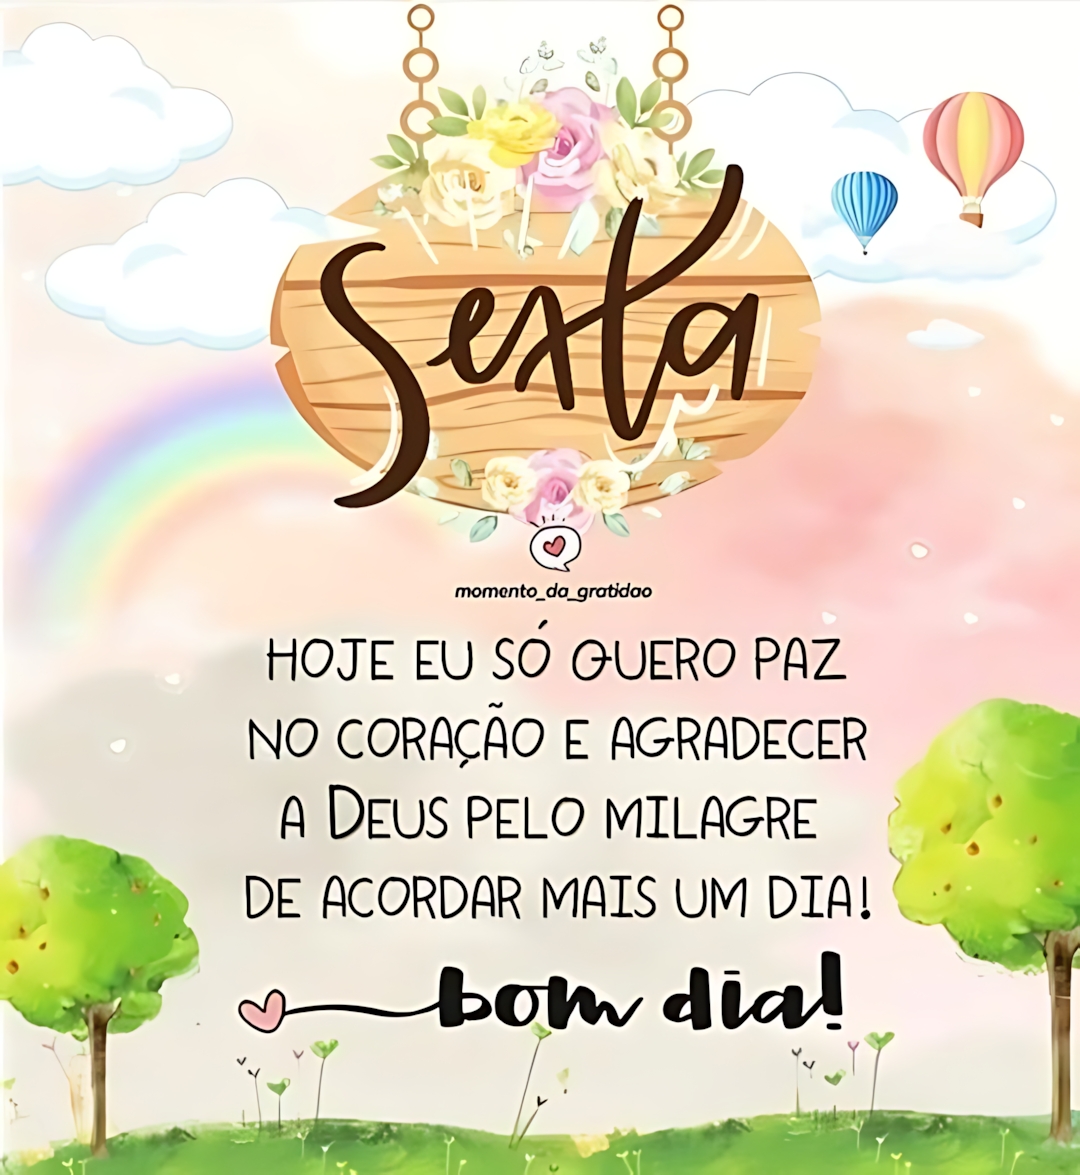 Sexta
momento_da_gratidao
HOJE EU SÓ QUERO PAZ
NO CORAÇÃO E AGRADECER
A DEUS PELO MILAGRE
DE ACORDAR MAIS UM DIA!
bom dia!